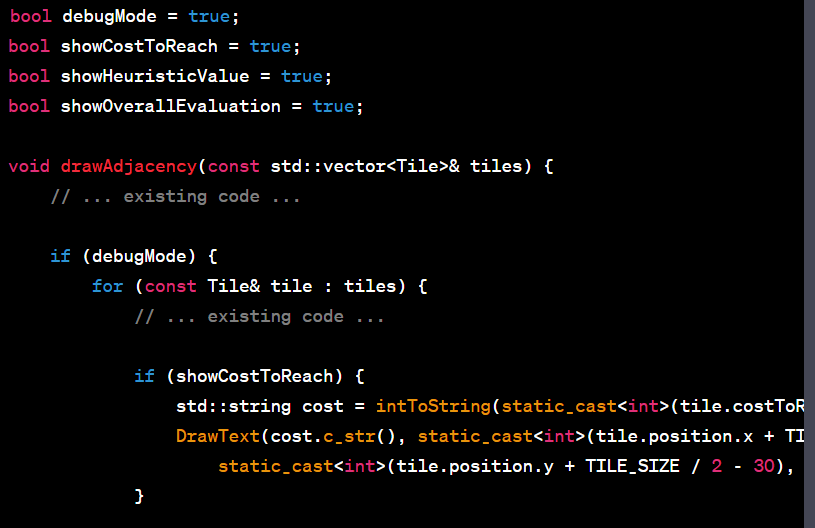 bool debugMode = true;
bool showCostToReach = true;
bool showHeuristicValue = true;
bool showOverallEvaluation = true;
void drawAdjacency(const std::vector<Tile>& tiles) {
// ... existing code ...
if (debugMode) {
for (const Tile& tile : tiles) {
// ... existing code ...
if (showCostToReach) {
std::string cost = intToString(static_cast<int>(tile.costToR
DrawText(cost.c_str(), static_cast<int>(tile.position.x + TI
static_cast<int>(tile.position.y + TILE_SIZE / 2 - 30),
}